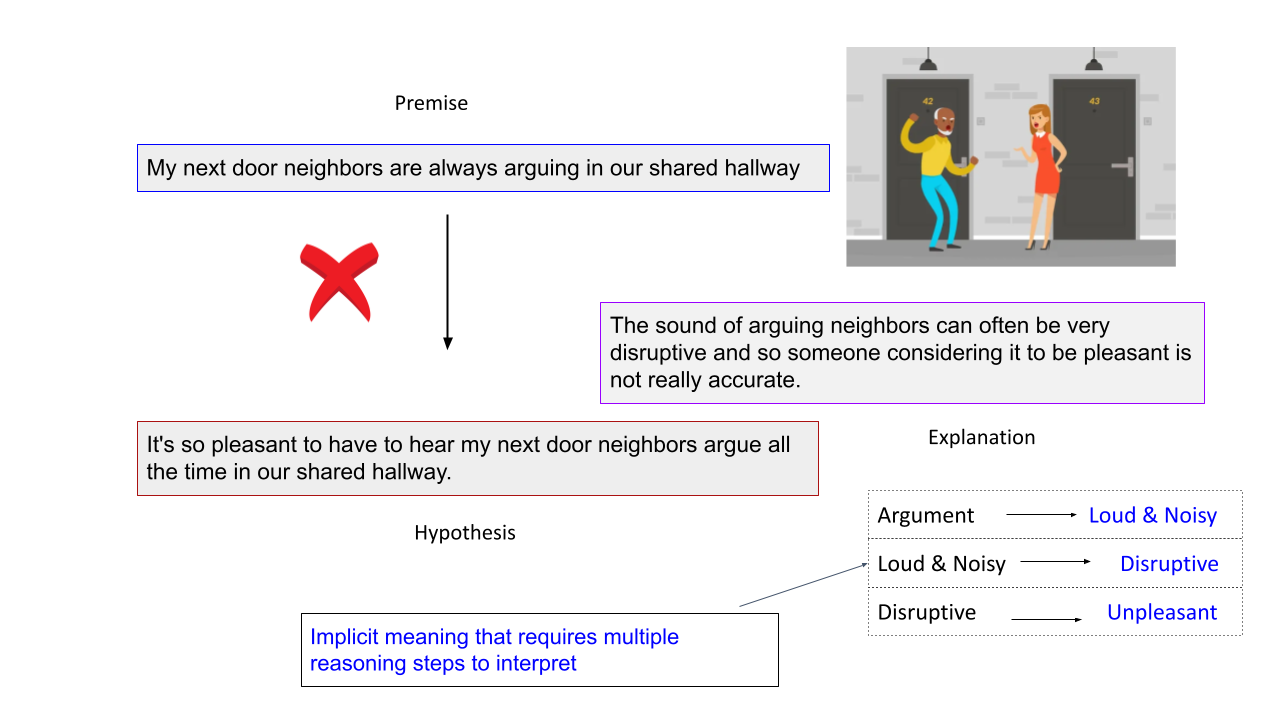 Premise
My next door neighbors are always arguing in our shared hallway
42
43
The sound of arguing neighbors can often be very
disruptive and so someone considering it to be pleasant is
not really accurate.
Explanation
It's so pleasant to have to hear my next door neighbors argue all
the time in our shared hallway.
Hypothesis
Argument Loud & Noisy
Loud & Noisy Disruptive
Disruptive Unpleasant
Implicit meaning that requires multiple
reasoning steps to interpret